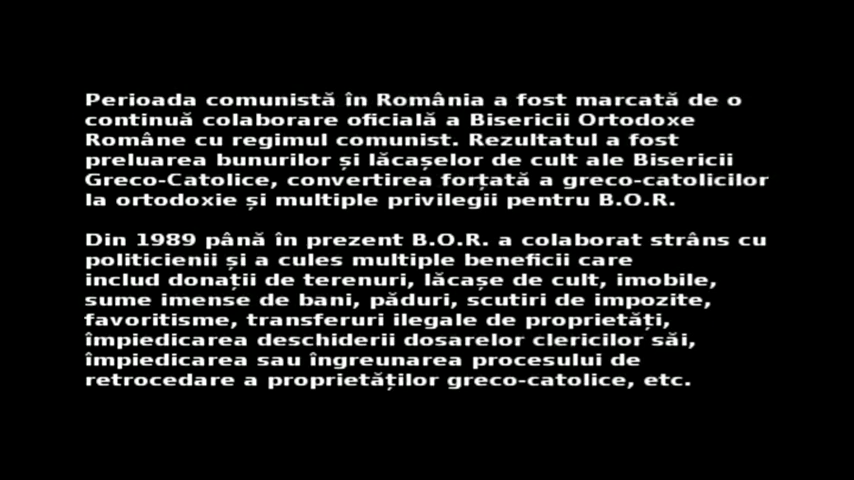 Perioada comunistă în România a fost marcată de o
continuă colaborare oficială a Bisericii Ortodoxe
Române cu regimul comunist. Rezultatul a fost
preluarea bunurilor și lăcașelor de cult ale Bisericii
Greco-Catolice, convertirea forțată a greco-catolicilor
la ortodoxie și multiple privilegii pentru B.O.R.
Din 1989 până în prezent B.O.R. a colaborat strâns cu
politicienii și a cules multiple beneficii care
includ donații de terenuri, lăcașe de cult, imobile,
sume imense de bani, păduri, scutiri de impozite,
favoritisme, transferuri ilegale de proprietăți,
împiedicarea deschiderii dosarelor clericilor săi,
împiedicarea sau îngreunarea procesului de
retrocedare a proprietăților greco-catolice, etc.